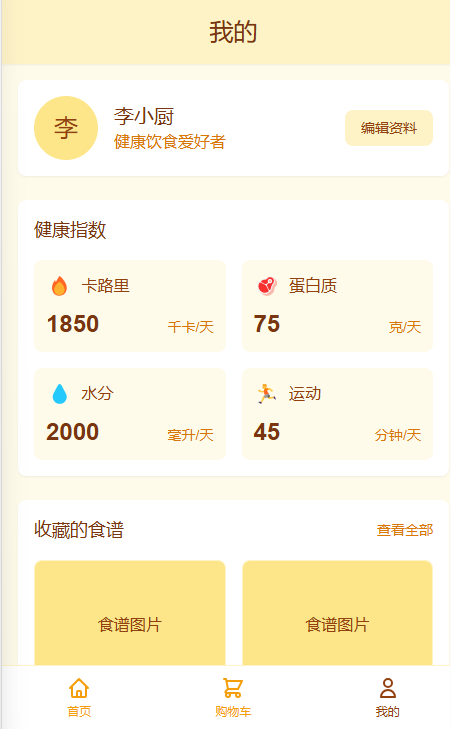 我的
李
李小厨
健康饮食爱好者
编辑资料
健康指数
卡路里
1850 千卡/天
蛋白质
75 克/天
水分
2000 毫升/天
运动
45 分钟/天
收藏的食谱 查看全部
食谱图片 食谱图片
首页 购物车 我的